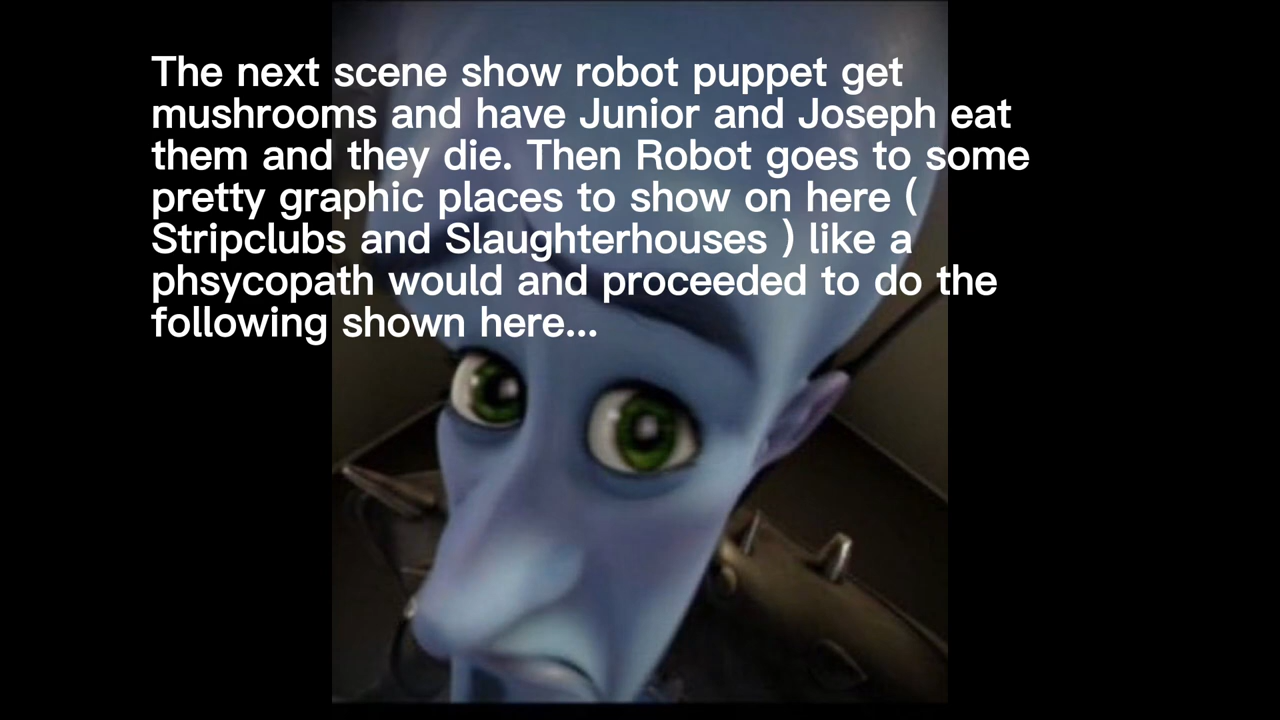 The next scene show robot puppet get
mushrooms and have Junior and Joseph eat
them and they die. Then Robot goes to some
pretty graphic places to show on here (
Stripclubs and Slaughterhouses ) like a
phsycopath would and proceeded to do the
following shown here...